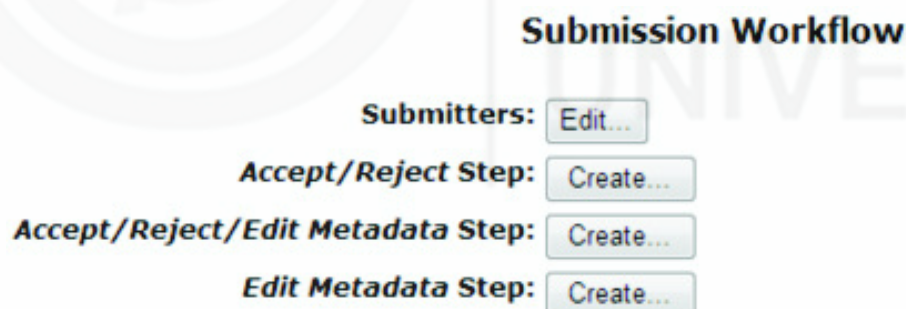 Submission Workflow
Submitters: Edit...
Accept/Reject Step: Create...
Accept/Reject/Edit Metadata Step: Create...
Edit Metadata Step: Create...